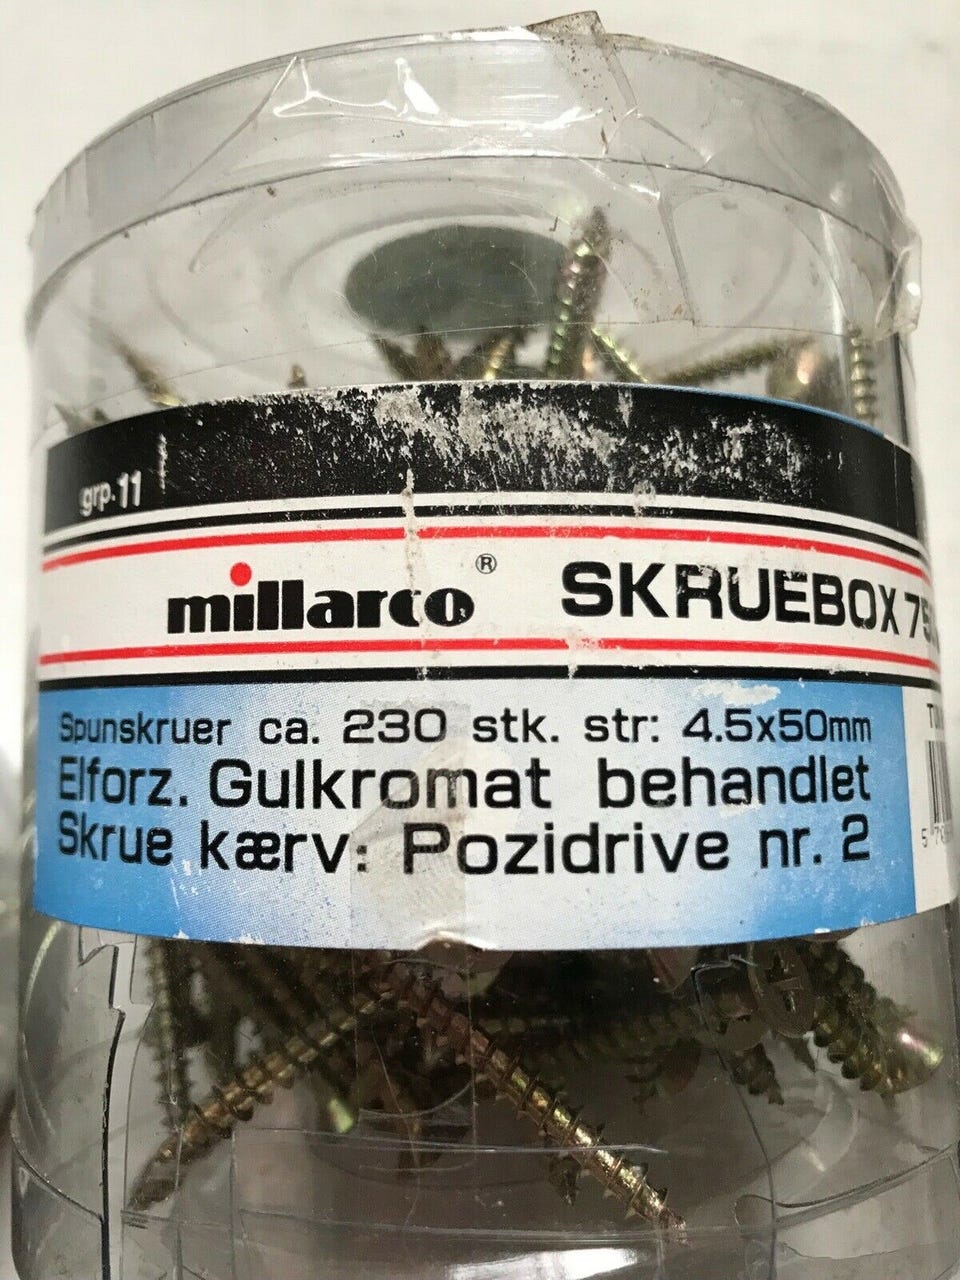 grp. 11
millarco® SKRUEBOX
Spunskruer ca. 230 stk. str: 4.5x50mm
Elforz. Gulkromat behandlet
Skrue kærv: Pozidrive nr. 2